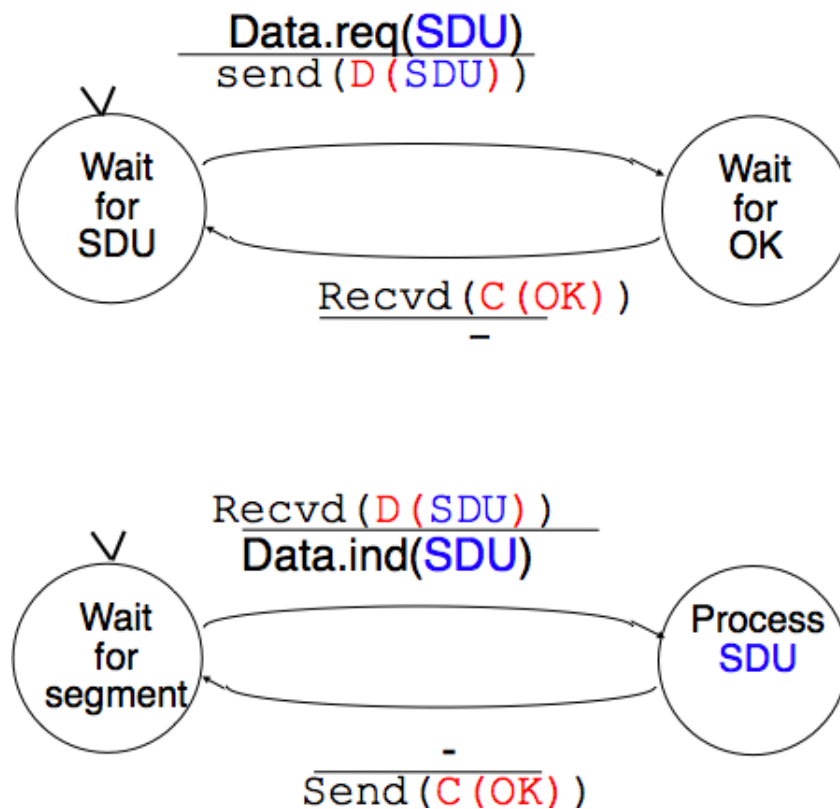 Data.req(SDU)
send(D(SDU))
Wait
for
SDU
Wait
for
OK
Recvd(C(OK))
-
Recvd(D(SDU))
Data.ind(SDU)
Wait
for
segment
Process
SDU
-
Send(C(OK))